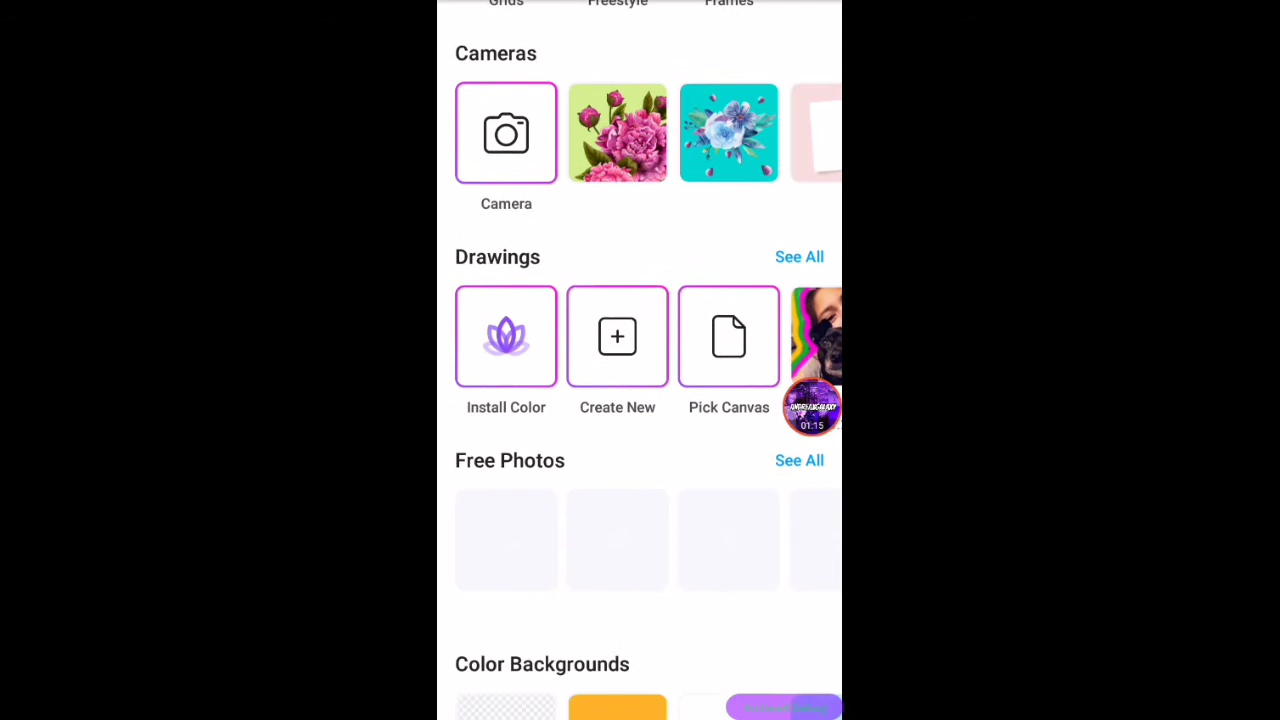 Grids Freestyle Frames
Cameras
Camera
Drawings See All
Install Color Create New Pick Canvas
ANDREAXGALAXY
01:15
Free Photos See All
Color Backgrounds